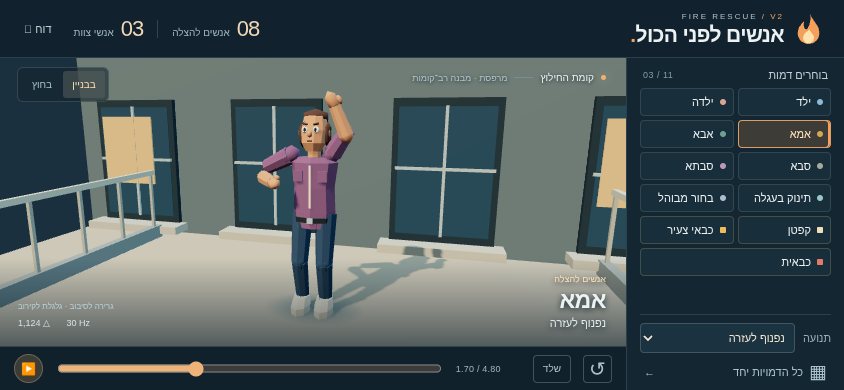 FIRE RESCUE / V2
אנשים לפני הכול.
08 אנשים להצלה
03 אנשי צוות
דוח
בוחרים דמות
03 / 11
ילד
ילדה
אמא
אבא
סבא
סבתא
תינוק בעגלה
בחור מבוהל
קפטן
כבאי צעיר
כבאית
תנועה
נפנוף לעזרה
כל הדמויות יחד
←
קומת החילוץ — מרפסת · מבנה רב־קומות
בבניין
בחוץ
אנשים להצלה
אמא
נפנוף לעזרה
גרירה לסיבוב · גלגלת לקירוב
1,124 △ 30 Hz
↺
שלד
1.70 / 4.80